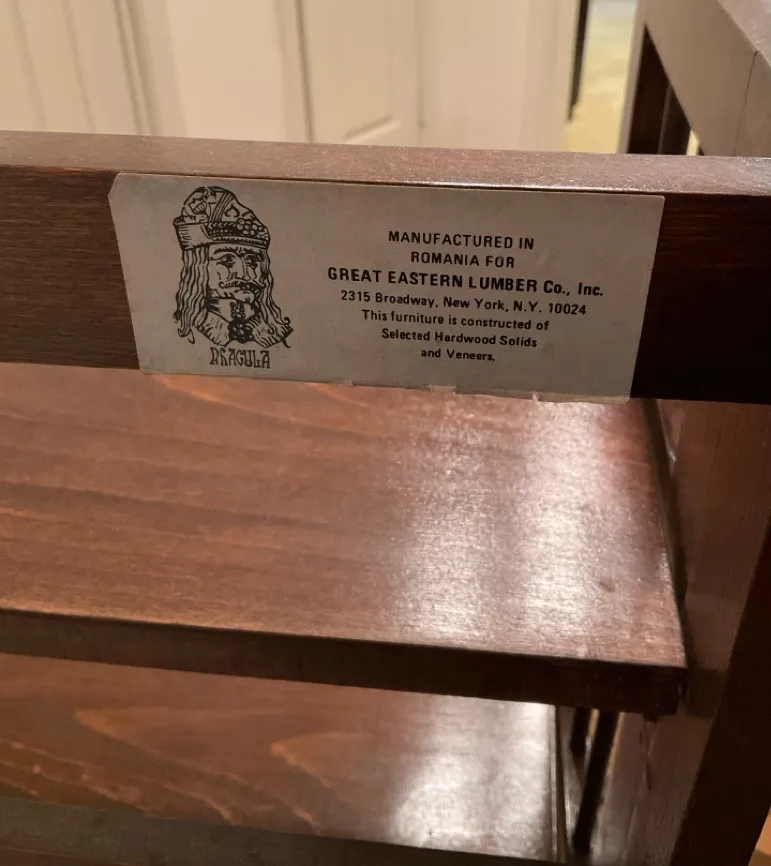 MANUFACTURED IN
ROMANIA FOR
GREAT EASTERN LUMBER Co., Inc.
2315 Broadway, New York, N.Y. 10024
This furniture is constructed of
Selected Hardwood Solids
and Veneers.
DRACULA